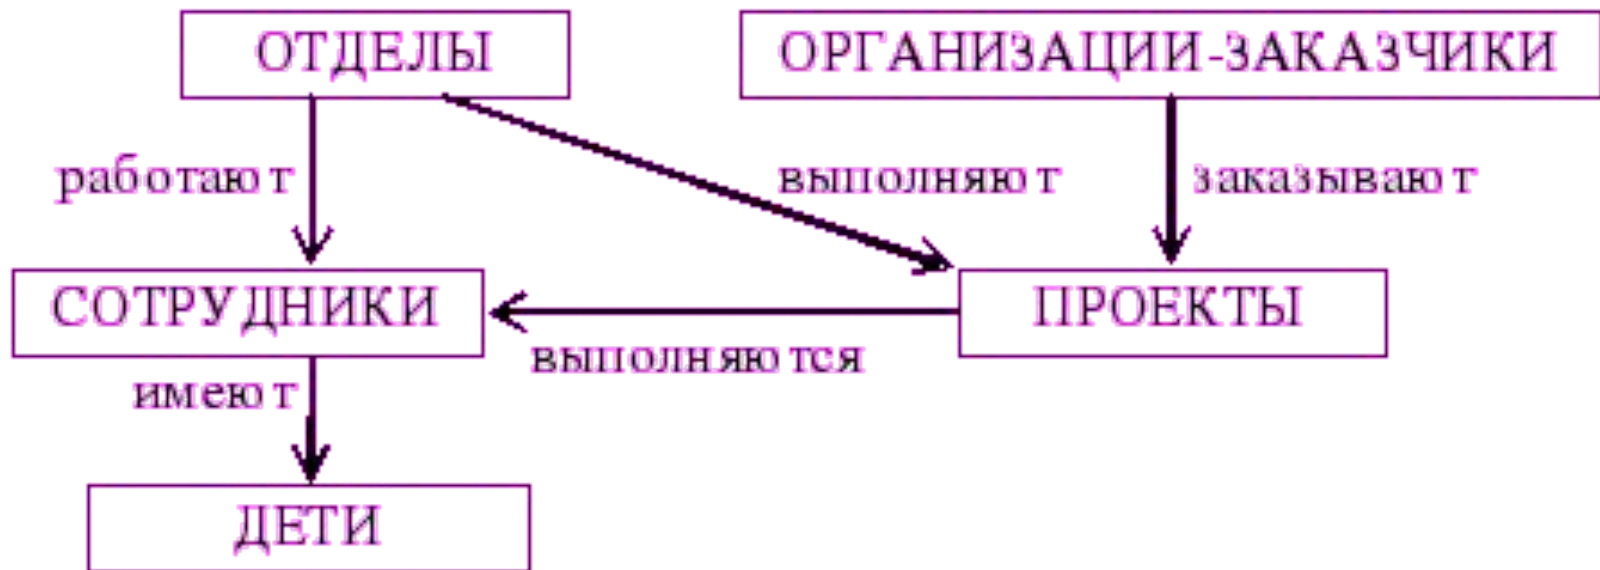 ОТДЕЛЫ
ОРГАНИЗАЦИИ-ЗАКАЗЧИКИ
работают
выполняют
заказывают
СОТРУДНИКИ
ПРОЕКТЫ
выполняются
имеют
ДЕТИ